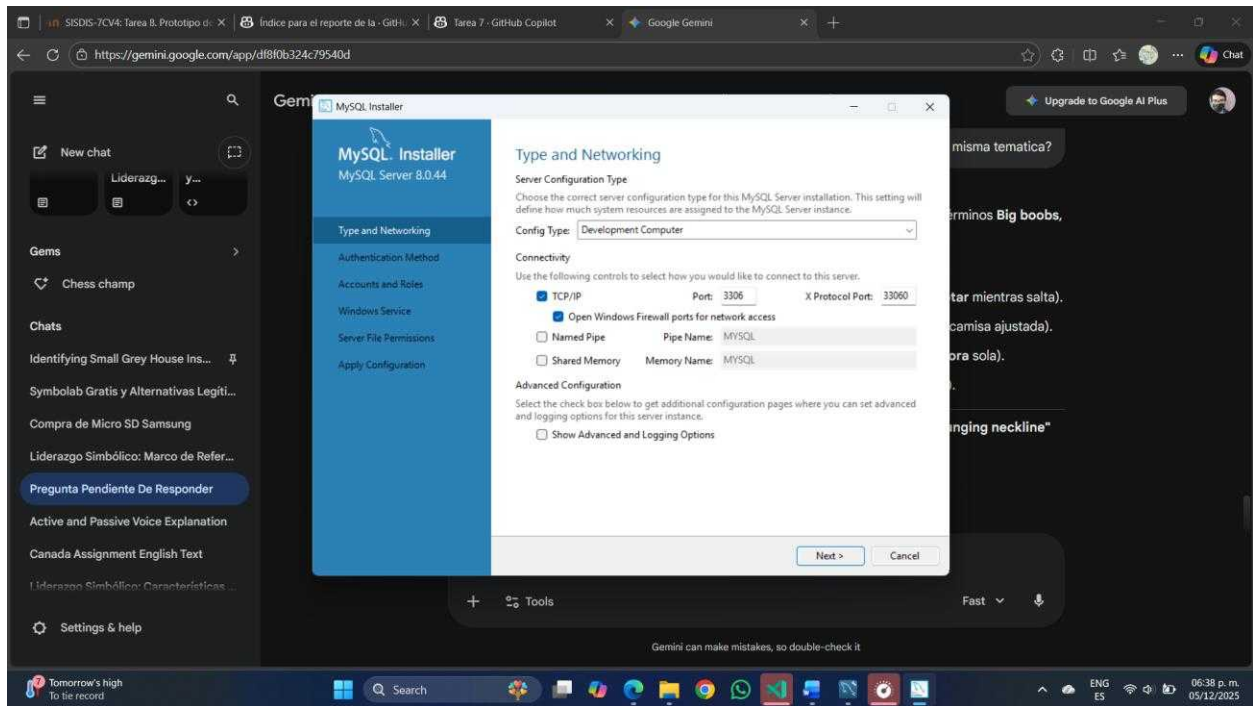 SISDIS-7CV4: Tarea 8. Prototipo de
Índice para el reporte de la · GitHu
Tarea 7 · GitHub Copilot
Google Gemini
https://gemini.google.com/app/df8f0b324c79540d
Chat
Upgrade to Google AI Plus
New chat
Liderazg...
y...
Gems
Chess champ
Chats
Identifying Small Grey House Ins...
Symbolab Gratis y Alternativas Legíti...
Compra de Micro SD Samsung
Liderazgo Simbólico: Marco de Refer...
Pregunta Pendiente De Responder
Active and Passive Voice Explanation
Canada Assignment English Text
Liderazgo Simbólico: Características ...
Settings & help
MySQL Installer
MySQL. Installer
MySQL Server 8.0.44
Type and Networking
Authentication Method
Accounts and Roles
Windows Service
Server File Permissions
Apply Configuration
Type and Networking
Server Configuration Type
Choose the correct server configuration type for this MySQL Server installation. This setting will
define how much system resources are assigned to the MySQL Server instance.
Config Type: Development Computer
Connectivity
Use the following controls to select how you would like to connect to this server.
TCP/IP Port: 3306 X Protocol Port: 33060
Open Windows Firewall ports for network access
Named Pipe Pipe Name: MYSQL
Shared Memory Memory Name: MYSQL
Advanced Configuration
Select the check box below to get additional configuration pages where you can set advanced
and logging options for this server instance.
Show Advanced and Logging Options
Next > Cancel
misma tematica?
Big boobs,
mientras salta).
camisa ajustada).
sola).
neckline"
Tools
Fast
Gemini can make mistakes, so double-check it
Tomorrow's high
To tie record
Search
ENG
ES
06:38 p. m.
05/12/2025